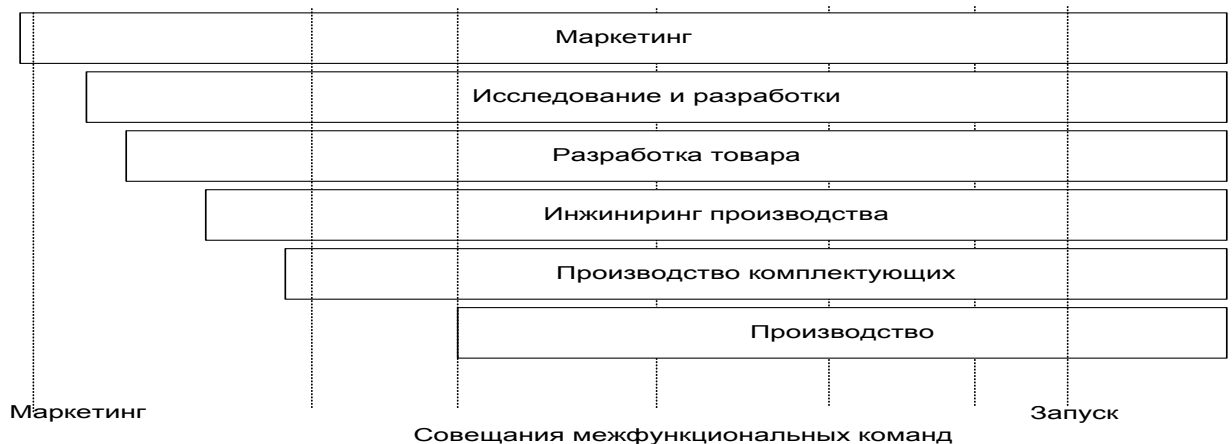 Маркетинг
Исследование и разработки
Разработка товара
Инжиниринг производства
Производство комплектующих
Производство
Маркетинг
Запуск
Совещания межфункциональных команд